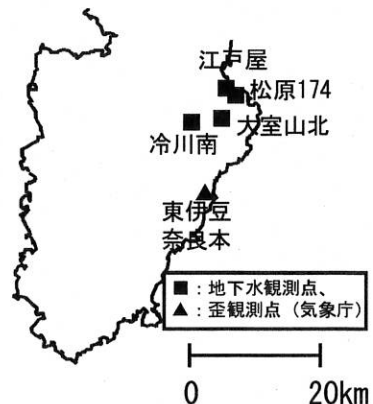 江戸屋
松原174
大室山北
冷川南
東伊豆
奈良本
■：地下水観測点、
▲：歪観測点（気象庁）
0 20km